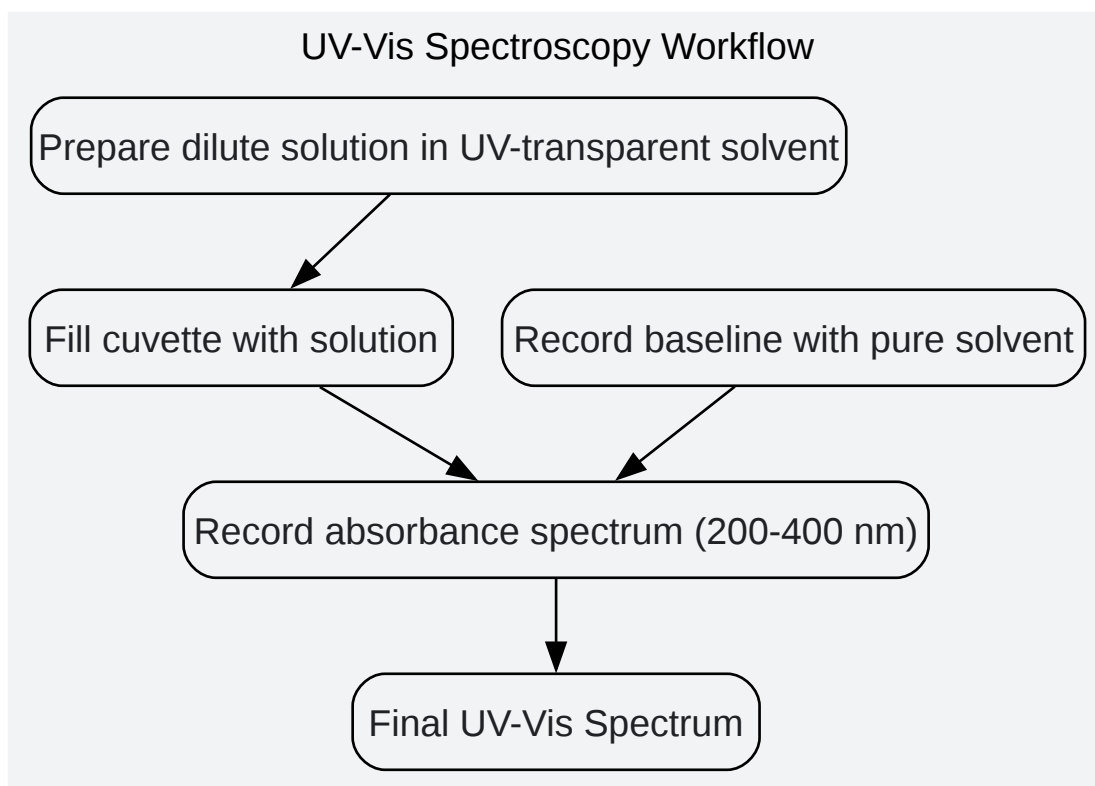 UV-Vis Spectroscopy Workflow
Prepare dilute solution in UV-transparent solvent
Fill cuvette with solution
Record baseline with pure solvent
Record absorbance spectrum (200-400 nm)
Final UV-Vis Spectrum